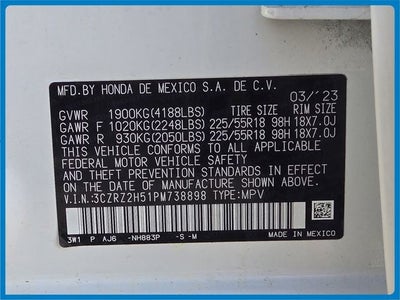 MFD.BY HONDA DE MEXICO S.A. DE C.V.
03/'23
GVWR 1900KG(4188LBS) TIRE SIZE RIM SIZE
GAWR F 1020KG(2248LBS) 225/55R18 98H 18X7.0J
GAWR R 930KG(2050LBS) 225/55R18 98H 18X7.0J
THIS VEHICLE CONFORMS TO ALL APPLICABLE
FEDERAL MOTOR VEHICLE SAFETY AND
THEFT PREVENTION STANDARDS IN EFFECT ON
THE DATE OF MANUFACTURE SHOWN ABOVE.
V.I.N:3CZRZ2H51PM738898 TYPE:MPV
3W1 P AJ6 -NH883P -S-M MADE IN MEXICO